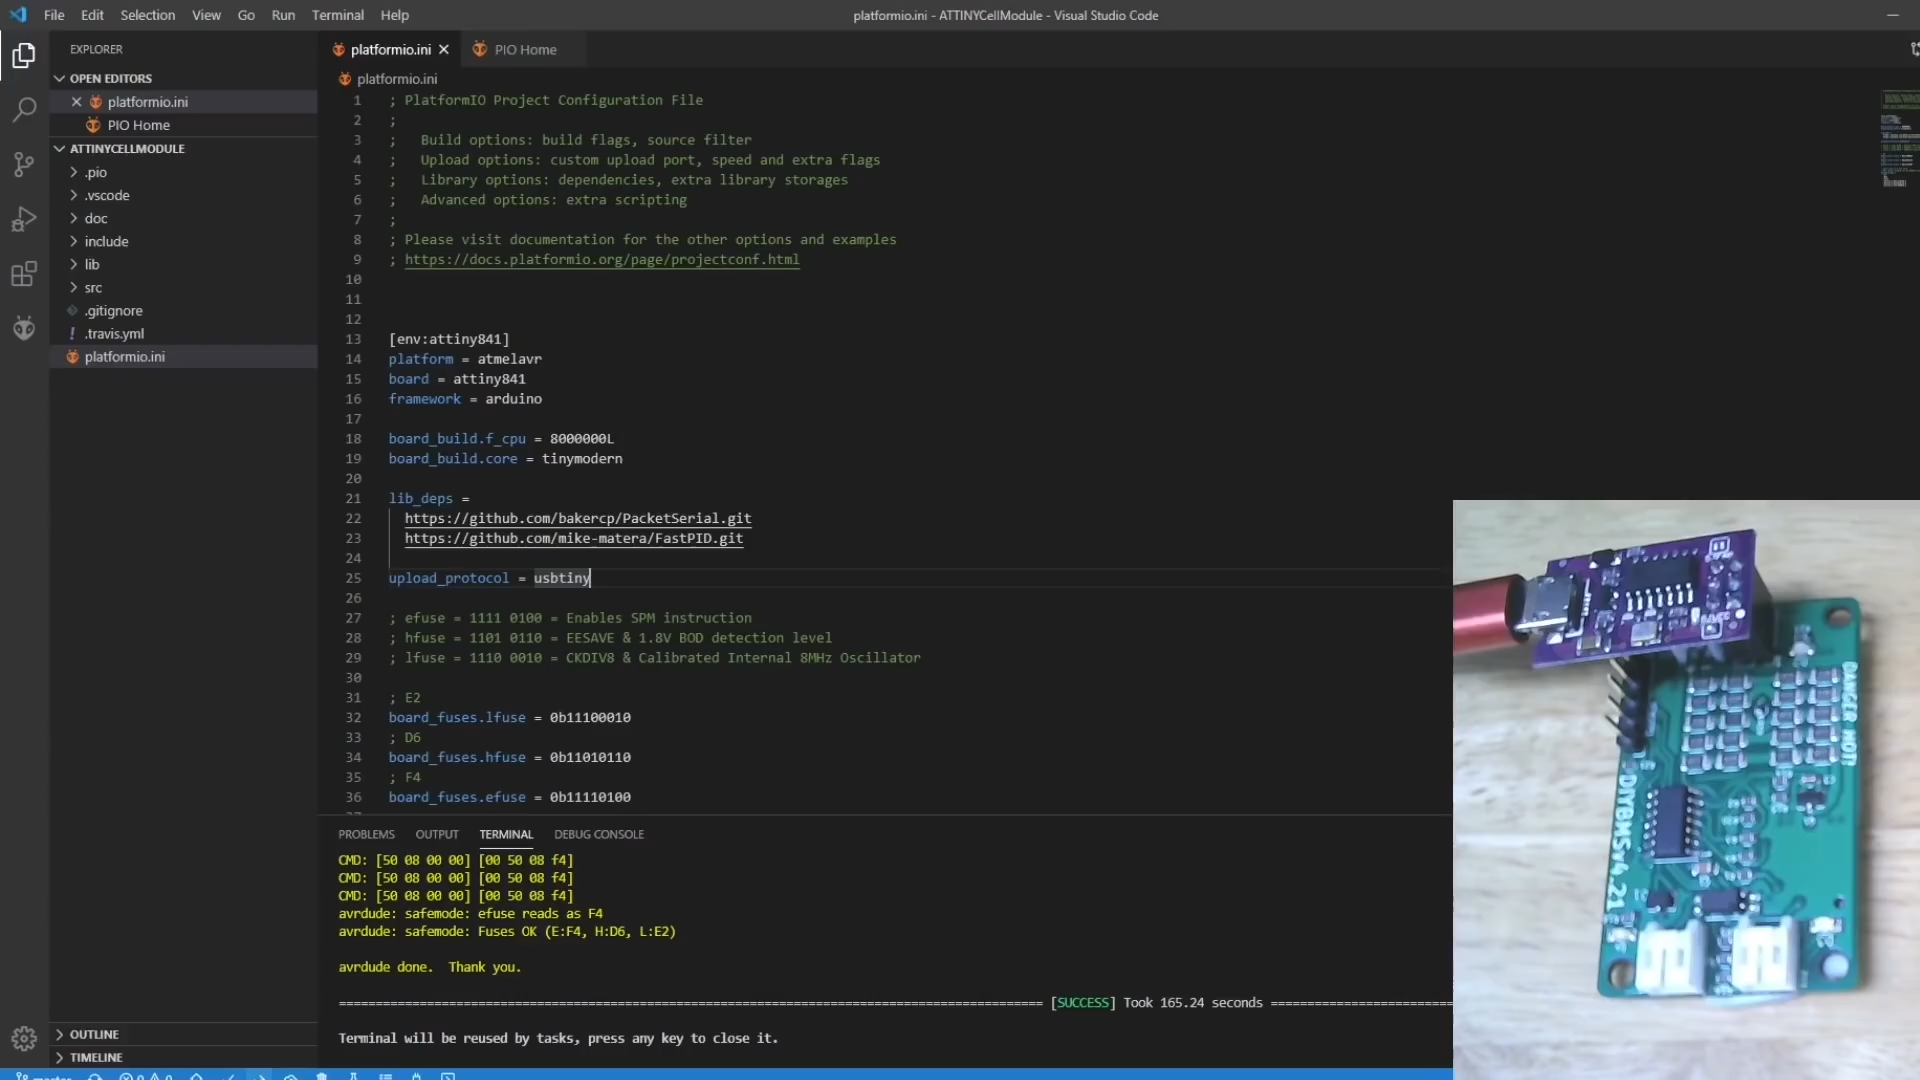 File Edit Selection View Go Run Terminal Help
platformio.ini - ATTINYCellModule - Visual Studio Code
EXPLORER
OPEN EDITORS
platformio.ini
PIO Home
ATTINYCELLMODULE
.pio
.vscode
doc
include
lib
src
.gitignore
! .travis.yml
platformio.ini
OUTLINE
TIMELINE
platformio.ini PIO Home
platformio.ini
1 ; PlatformIO Project Configuration File
2 ;
3 ; Build options: build flags, source filter
4 ; Upload options: custom upload port, speed and extra flags
5 ; Library options: dependencies, extra library storages
6 ; Advanced options: extra scripting
7 ;
8 ; Please visit documentation for the other options and examples
9 ; https://docs.platformio.org/page/projectconf.html
10
11
12
13 [env:attiny841]
14 platform = atmelavr
15 board = attiny841
16 framework = arduino
17
18 board_build.f_cpu = 8000000L
19 board_build.core = tinymodern
20
21 lib_deps =
22 https://github.com/bakercp/PacketSerial.git
23 https://github.com/mike-matera/FastPID.git
24
25 upload_protocol = usbtiny
26
27 ; efuse = 1111 0100 = Enables SPM instruction
28 ; hfuse = 1101 0110 = EESAVE & 1.8V BOD detection level
29 ; lfuse = 1110 0010 = CKDIV8 & Calibrated Internal 8MHz Oscillator
30
31 ; E2
32 board_fuses.lfuse = 0b11100010
33 ; D6
34 board_fuses.hfuse = 0b11010110
35 ; F4
36 board_fuses.efuse = 0b11110100
PROBLEMS OUTPUT TERMINAL DEBUG CONSOLE
CMD: [50 08 00 00] [00 50 08 f4]
CMD: [50 08 00 00] [00 50 08 f4]
CMD: [50 08 00 00] [00 50 08 f4]
avrdude: safemode: efuse reads as F4
avrdude: safemode: Fuses OK (E:F4, H:D6, L:E2)
avrdude done. Thank you.
[SUCCESS] Took 165.24 seconds
Terminal will be reused by tasks, press any key to close it.
DANGER HOT!
DIYBMSv4.21